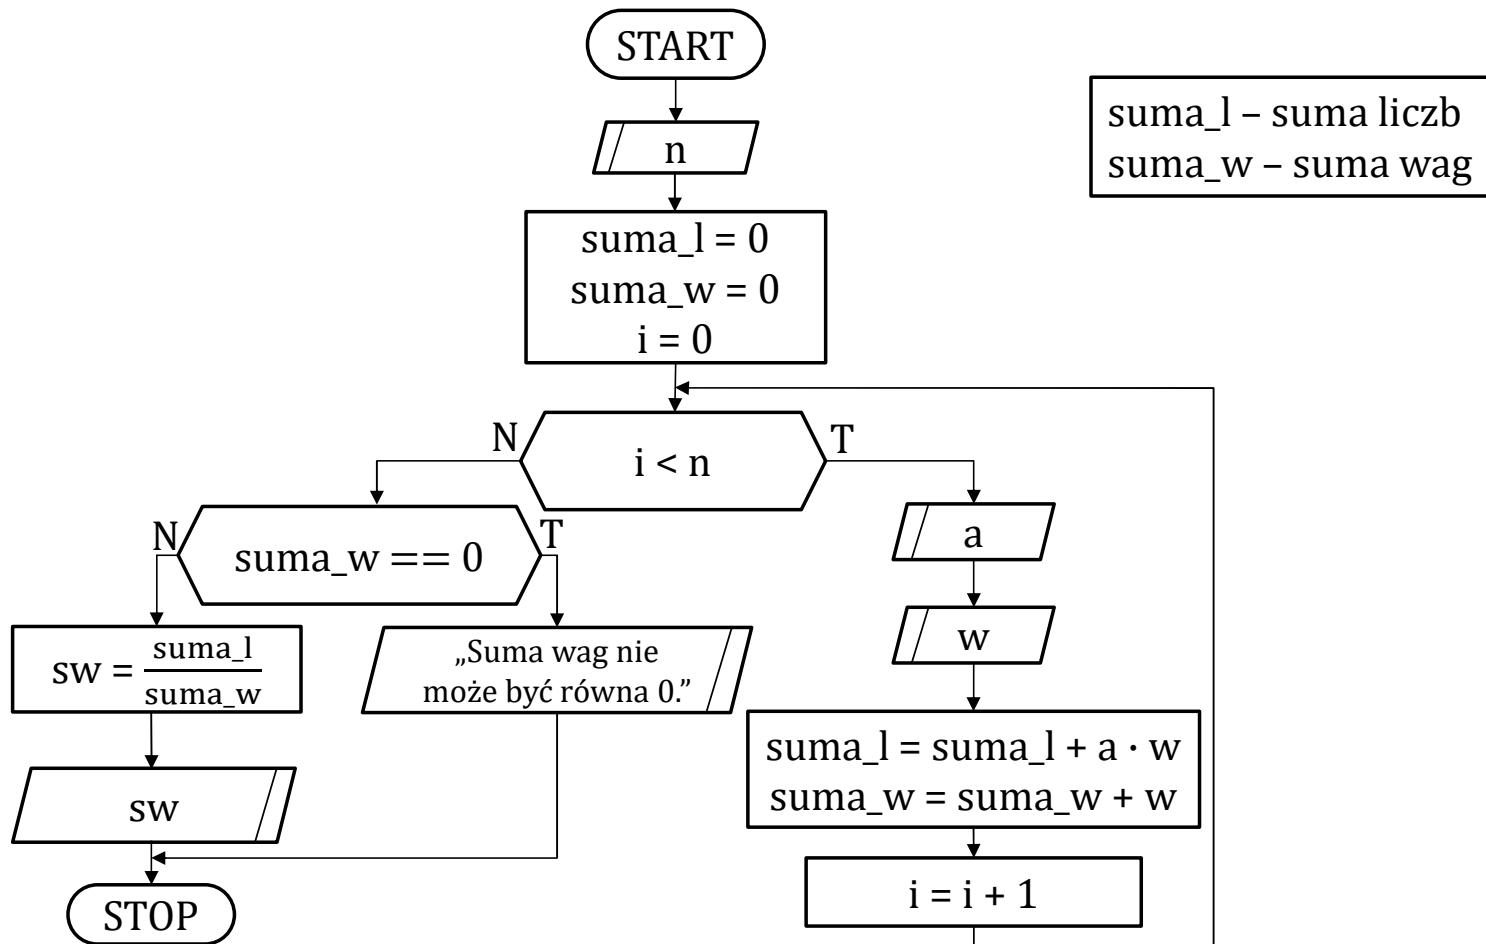 START
n
suma_l – suma liczb
suma_w – suma wag
suma_l = 0
suma_w = 0
i = 0
N
i < n
T
N
suma_w == 0
T
a
w
sw = suma_l / suma_w
„Suma wag nie
może być równa 0.”
suma_l = suma_l + a · w
suma_w = suma_w + w
sw
i = i + 1
STOP